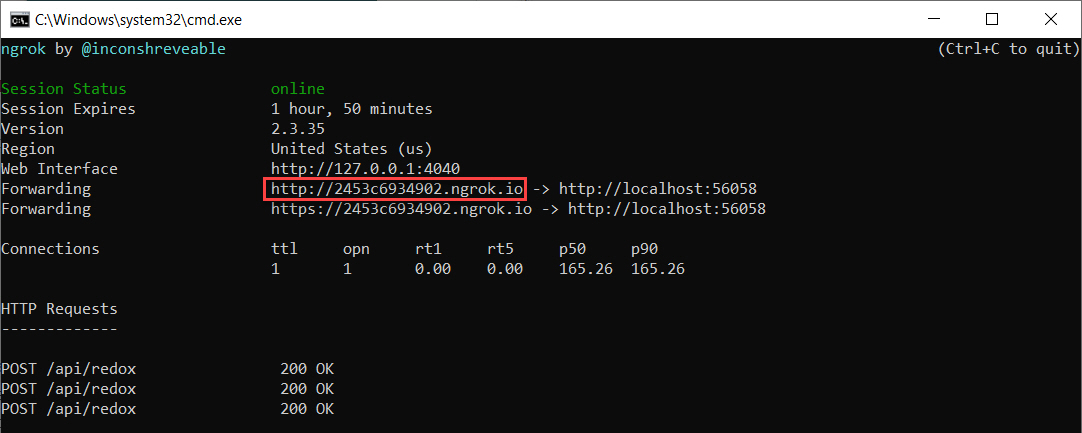 C:\Windows\system32\cmd.exe
ngrok by @inconshreveable (Ctrl+C to quit)
Session Status online
Session Expires 1 hour, 50 minutes
Version 2.3.35
Region United States (us)
Web Interface http://127.0.0.1:4040
Forwarding http://2453c6934902.ngrok.io -> http://localhost:56058
Forwarding https://2453c6934902.ngrok.io -> http://localhost:56058
Connections ttl opn rt1 rt5 p50 p90
1 1 0.00 0.00 165.26 165.26
HTTP Requests
-------------
POST /api/redox 200 OK
POST /api/redox 200 OK
POST /api/redox 200 OK